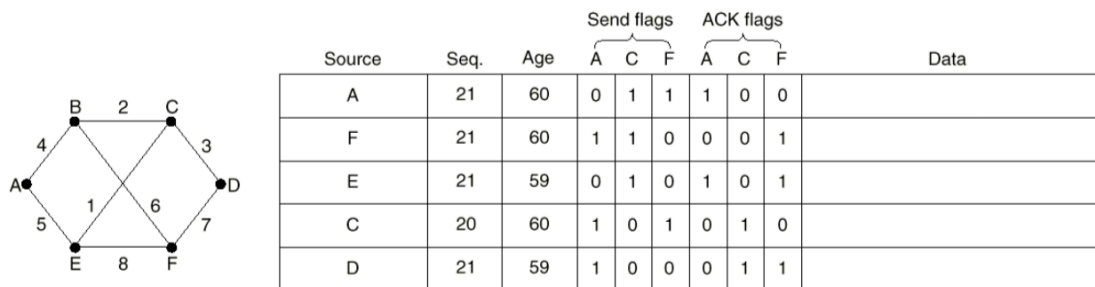 Send flags ACK flags
Source Seq. Age A C F A C F Data
A 21 60 0 1 1 1 0 0
F 21 60 1 1 0 0 0 1
E 21 59 0 1 0 1 0 1
C 20 60 1 0 1 0 1 0
D 21 59 1 0 0 0 1 1
B 2 C
4 3
A D
5 1 6 7
E 8 F